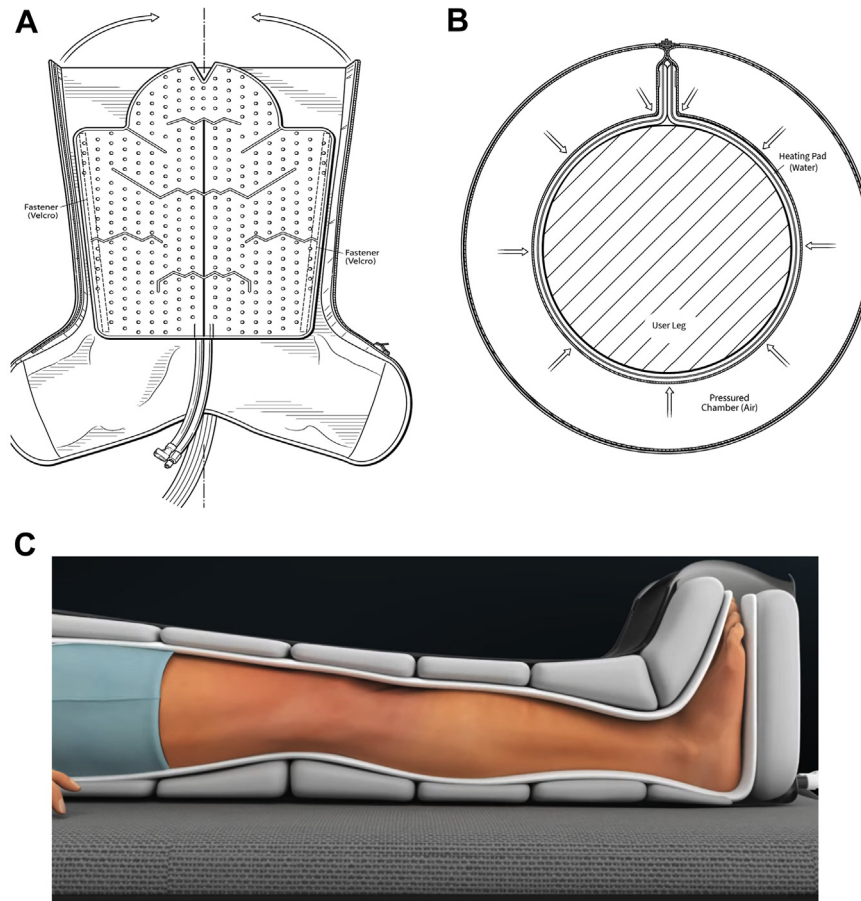 A
Fastener
(Velcro)
Fastener
(Velcro)
B
Heating Pad
(Water)
User Leg
Pressured
Chamber (Air)
C